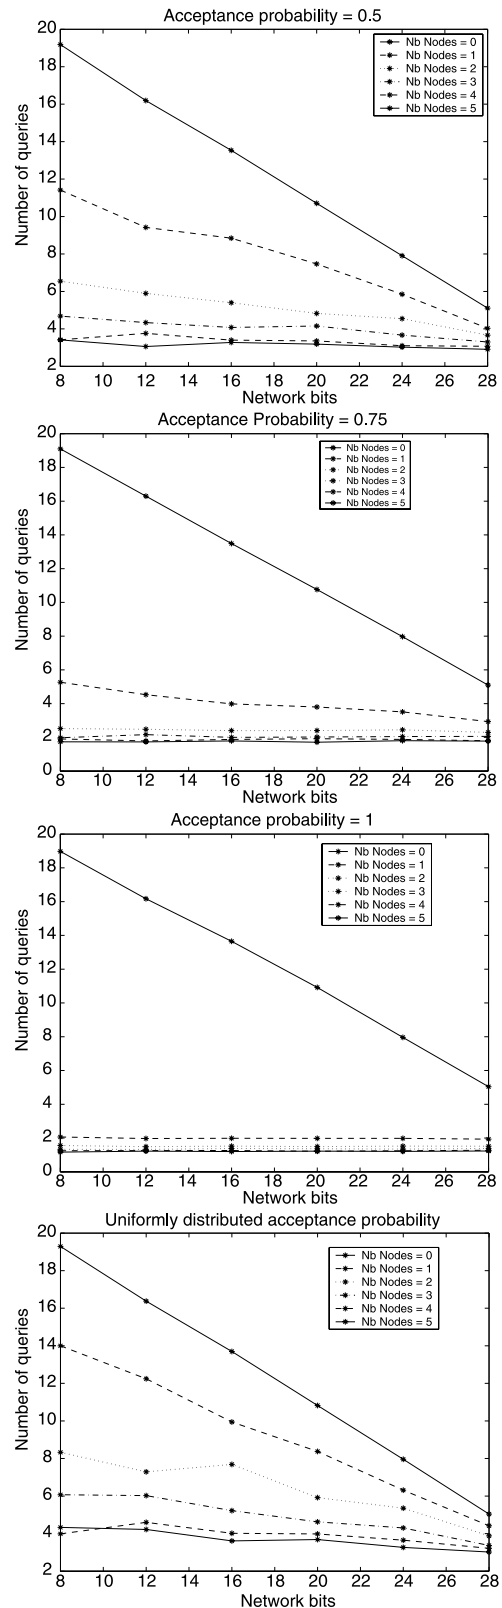 Acceptance probability = 0.5
Number of queries
20
18
16
14
12
10
8
6
4
2
Nb Nodes = 0
Nb Nodes = 1
Nb Nodes = 2
Nb Nodes = 3
Nb Nodes = 4
Nb Nodes = 5
8 10 12 14 16 18 20 22 24 26 28
Network bits
Acceptance Probability = 0.75
Number of queries
20
18
16
14
12
10
8
6
4
2
0
Nb Nodes = 0
Nb Nodes = 1
Nb Nodes = 2
Nb Nodes = 3
Nb Nodes = 4
Nb Nodes = 5
8 10 12 14 16 18 20 22 24 26 28
Network bits
Acceptance probability = 1
Number of queries
20
18
16
14
12
10
8
6
4
2
0
Nb Nodes = 0
Nb Nodes = 1
Nb Nodes = 2
Nb Nodes = 3
Nb Nodes = 4
Nb Nodes = 5
8 10 12 14 16 18 20 22 24 26 28
Network bits
Uniformly distributed acceptance probability
Number of queries
20
18
16
14
12
10
8
6
4
2
Nb Nodes = 0
Nb Nodes = 1
Nb Nodes = 2
Nb Nodes = 3
Nb Nodes = 4
Nb Nodes = 5
8 10 12 14 16 18 20 22 24 26 28
Network bits